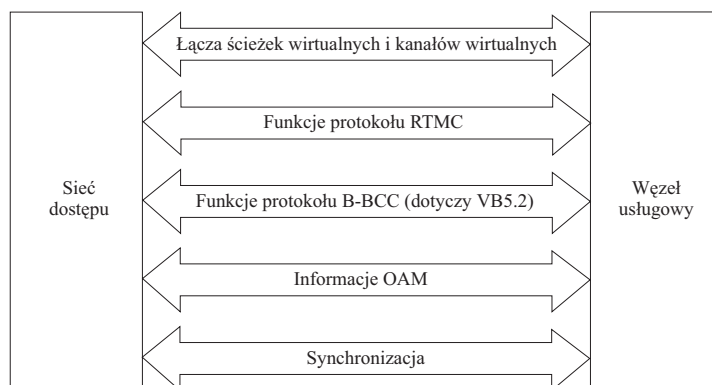 Łącza ścieżek wirtualnych i kanałów wirtualnych
Funkcje protokołu RTMC
Sieć
dostępu
Funkcje protokołu B-BCC (dotyczy VB5.2)
Węzeł
usługowy
Informacje OAM
Synchronizacja